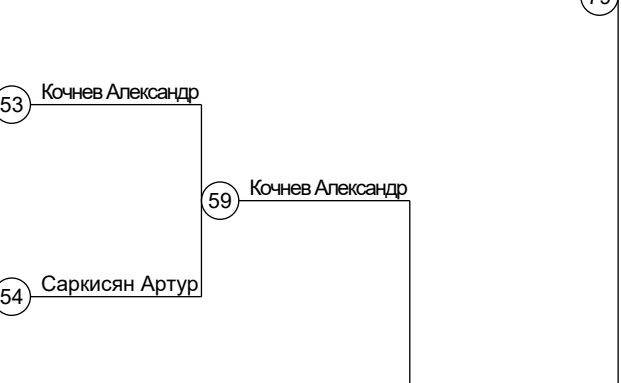 53 Кочнев Александр
59 Кочнев Александр
54 Саркисян Артур